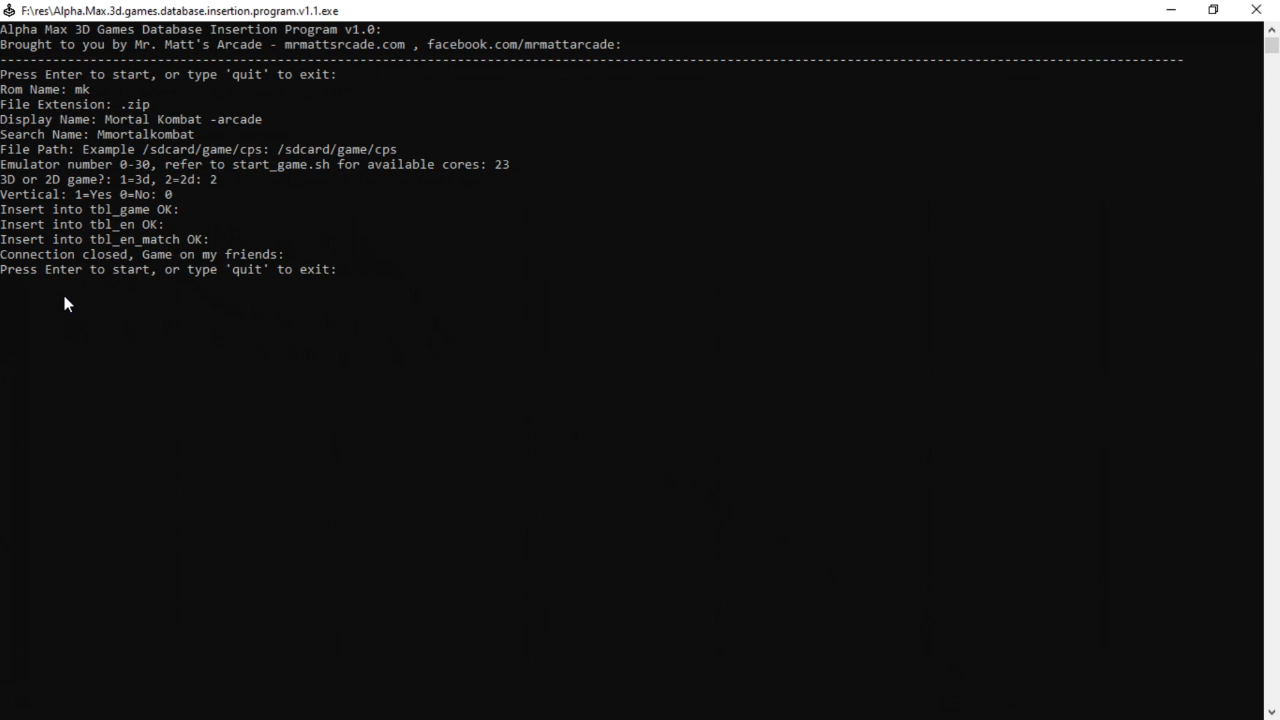 F:\res\Alpha.Max.3d.games.database.insertion.program.v1.1.exe
Alpha Max 3D Games Database Insertion Program v1.0:
Brought to you by Mr. Matt's Arcade - mrmattsrcade.com , facebook.com/mrmattarcade:
--------------------------------------------------------------------------------------------------------------------------------------------------------------
Press Enter to start, or type 'quit' to exit:
Rom Name: mk
File Extension: .zip
Display Name: Mortal Kombat -arcade
Search Name: Mmortalkombat
File Path: Example /sdcard/game/cps: /sdcard/game/cps
Emulator number 0-30, refer to start_game.sh for available cores: 23
3D or 2D game?: 1=3d, 2=2d: 2
Vertical: 1=Yes 0=No: 0
Insert into tbl_game OK:
Insert into tbl_en OK:
Insert into tbl_en_match OK:
Connection closed, Game on my friends:
Press Enter to start, or type 'quit' to exit: